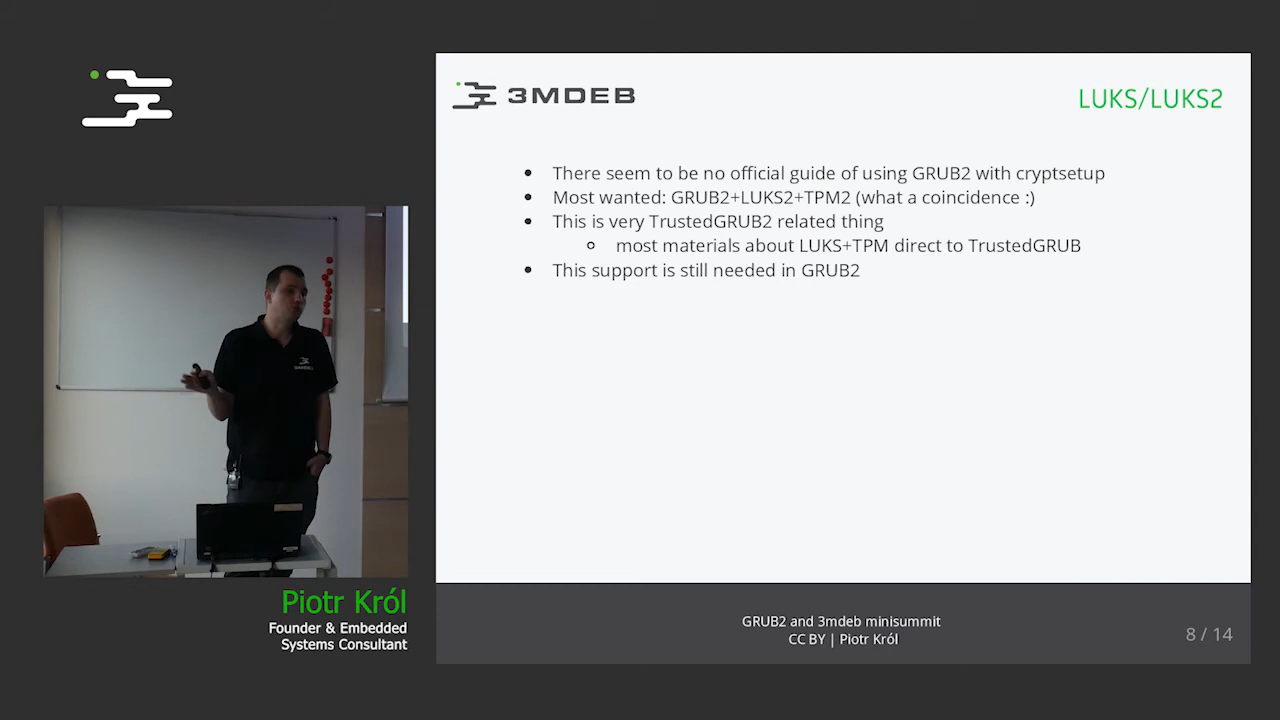 3MDEB
LUKS/LUKS2
There seem to be no official guide of using GRUB2 with cryptsetup
Most wanted: GRUB2+LUKS2+TPM2 (what a coincidence :)
This is very TrustedGRUB2 related thing
most materials about LUKS+TPM direct to TrustedGRUB
This support is still needed in GRUB2
Piotr Król
Founder & Embedded
Systems Consultant
GRUB2 and 3mdeb minisummit
CC BY | Piotr Król
8 / 14